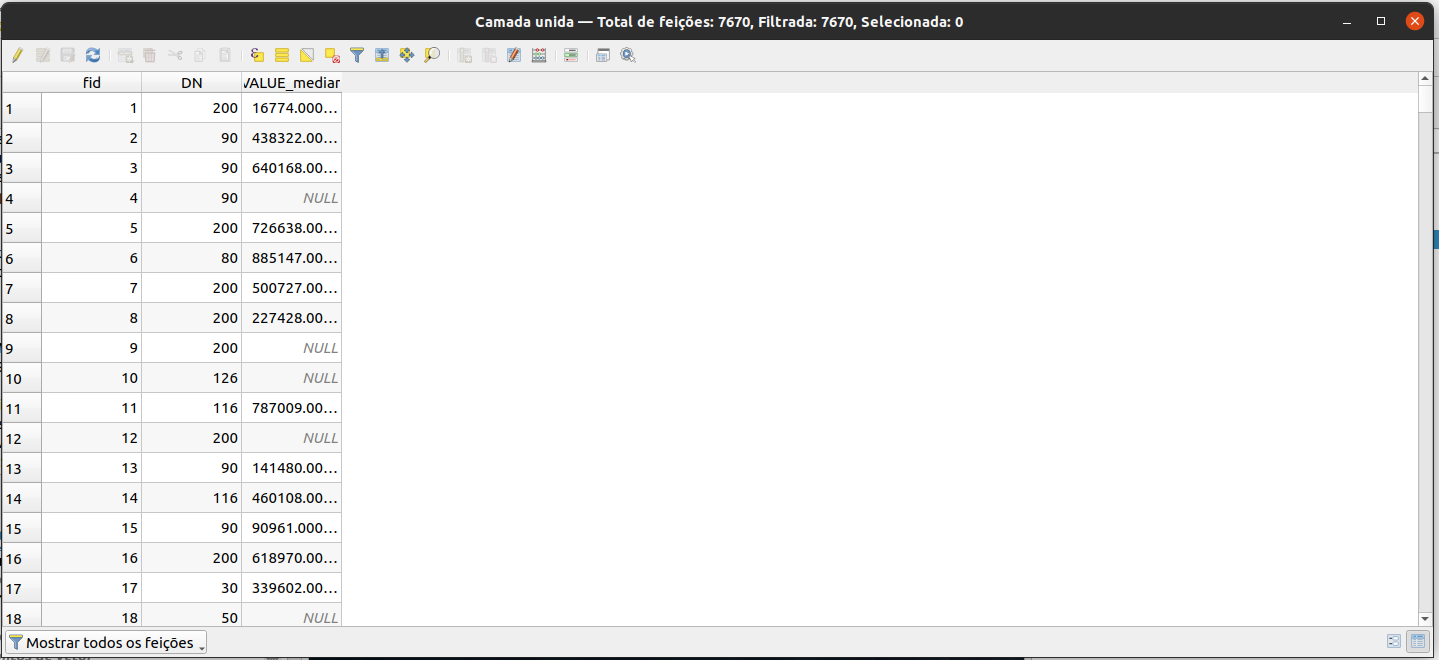 Camada unida — Total de feições: 7670, Filtrada: 7670, Selecionada: 0
fid DN VALUE_median
1 1 200 16774.000…
2 2 90 438322.00…
3 3 90 640168.00…
4 4 90 NULL
5 5 200 726638.00…
6 6 80 885147.00…
7 7 200 500727.00…
8 8 200 227428.00…
9 9 200 NULL
10 10 126 NULL
11 11 116 787009.00…
12 12 200 NULL
13 13 90 141480.00…
14 14 116 460108.00…
15 15 90 90961.000…
16 16 200 618970.00…
17 17 30 339602.00…
18 18 50 NULL
Mostrar todos os feições